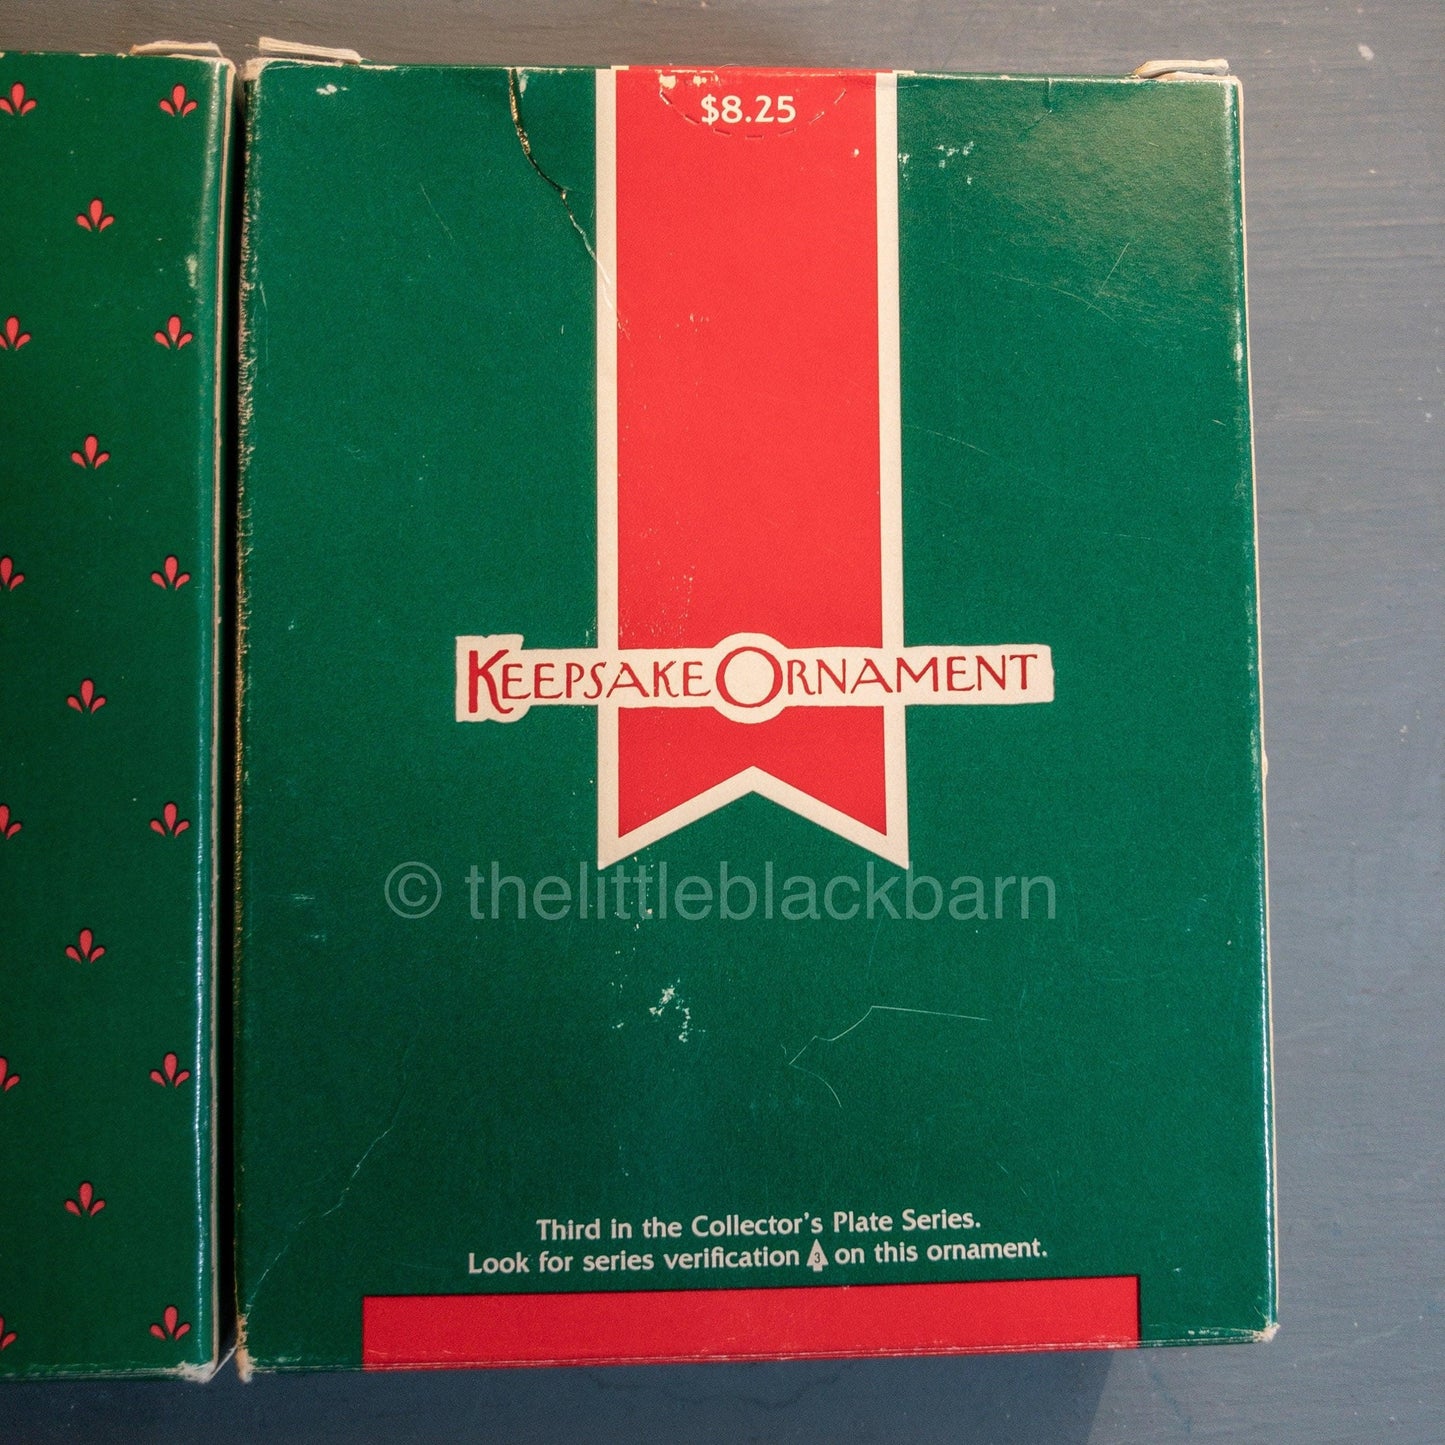 $8.25
KEEPSAKE ORNAMENT
© thelittleblackbarn
Third in the Collector's Plate Series.
Look for series verification 3 on this ornament.